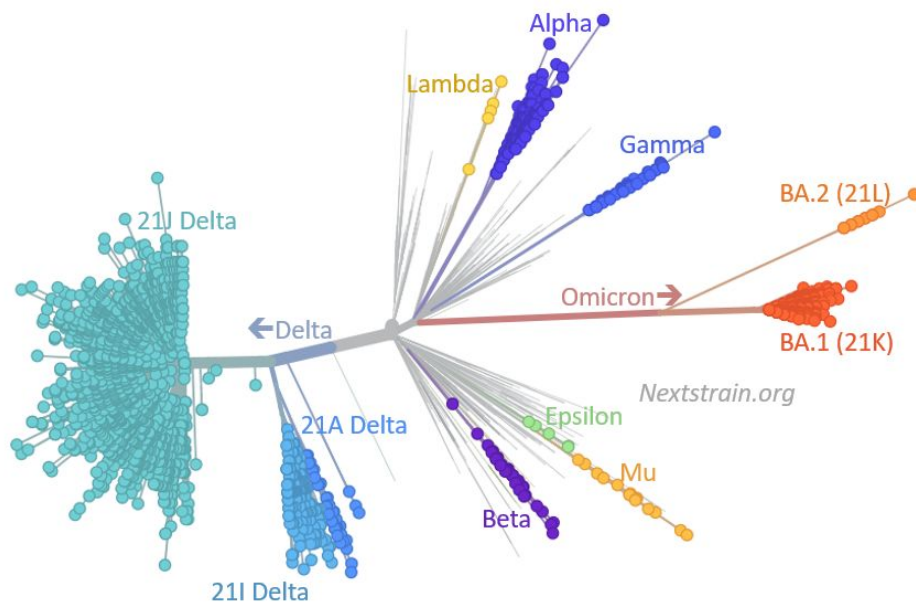 Alpha
Lambda
Gamma
BA.2 (21L)
21J Delta
Omicron→
←Delta
BA.1 (21K)
Nextstrain.org
21A Delta
Epsilon
Mu
Beta
21I Delta